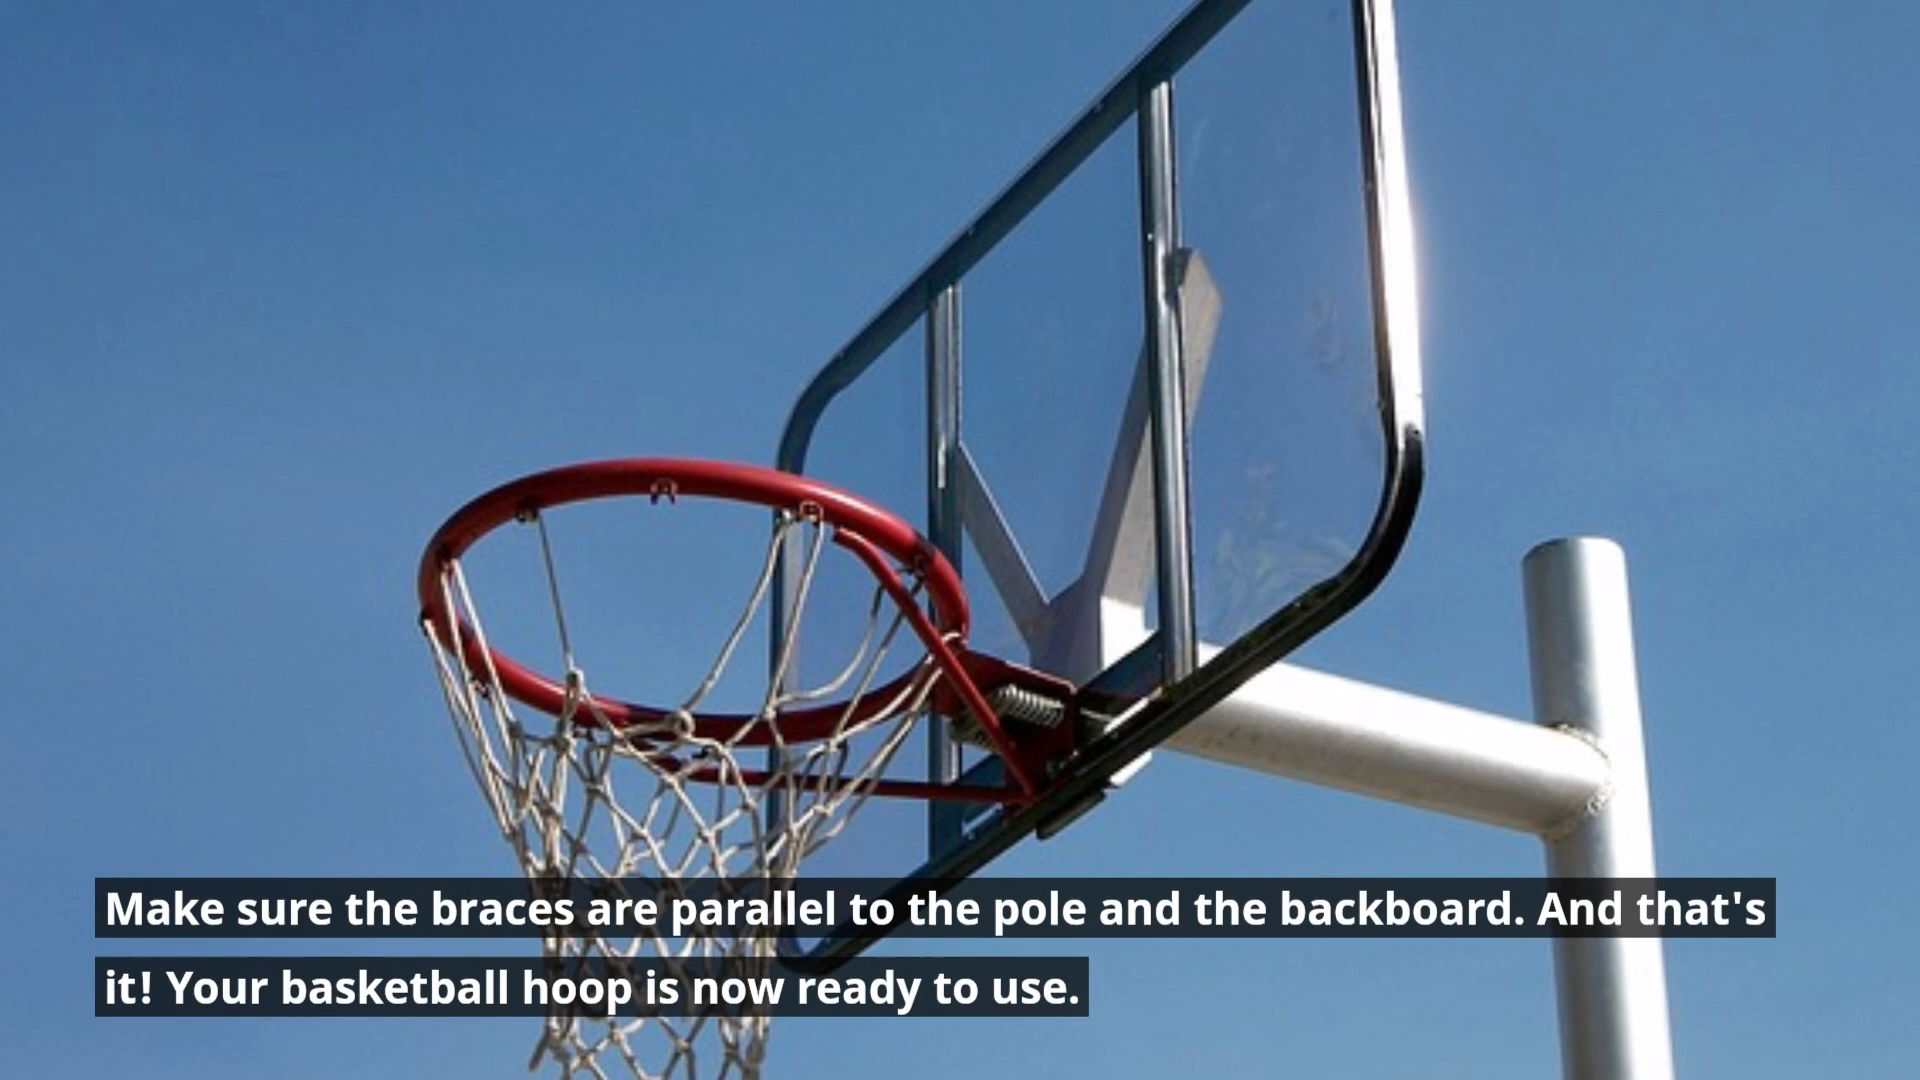 Make sure the braces are parallel to the pole and the backboard. And that's
it! Your basketball hoop is now ready to use.